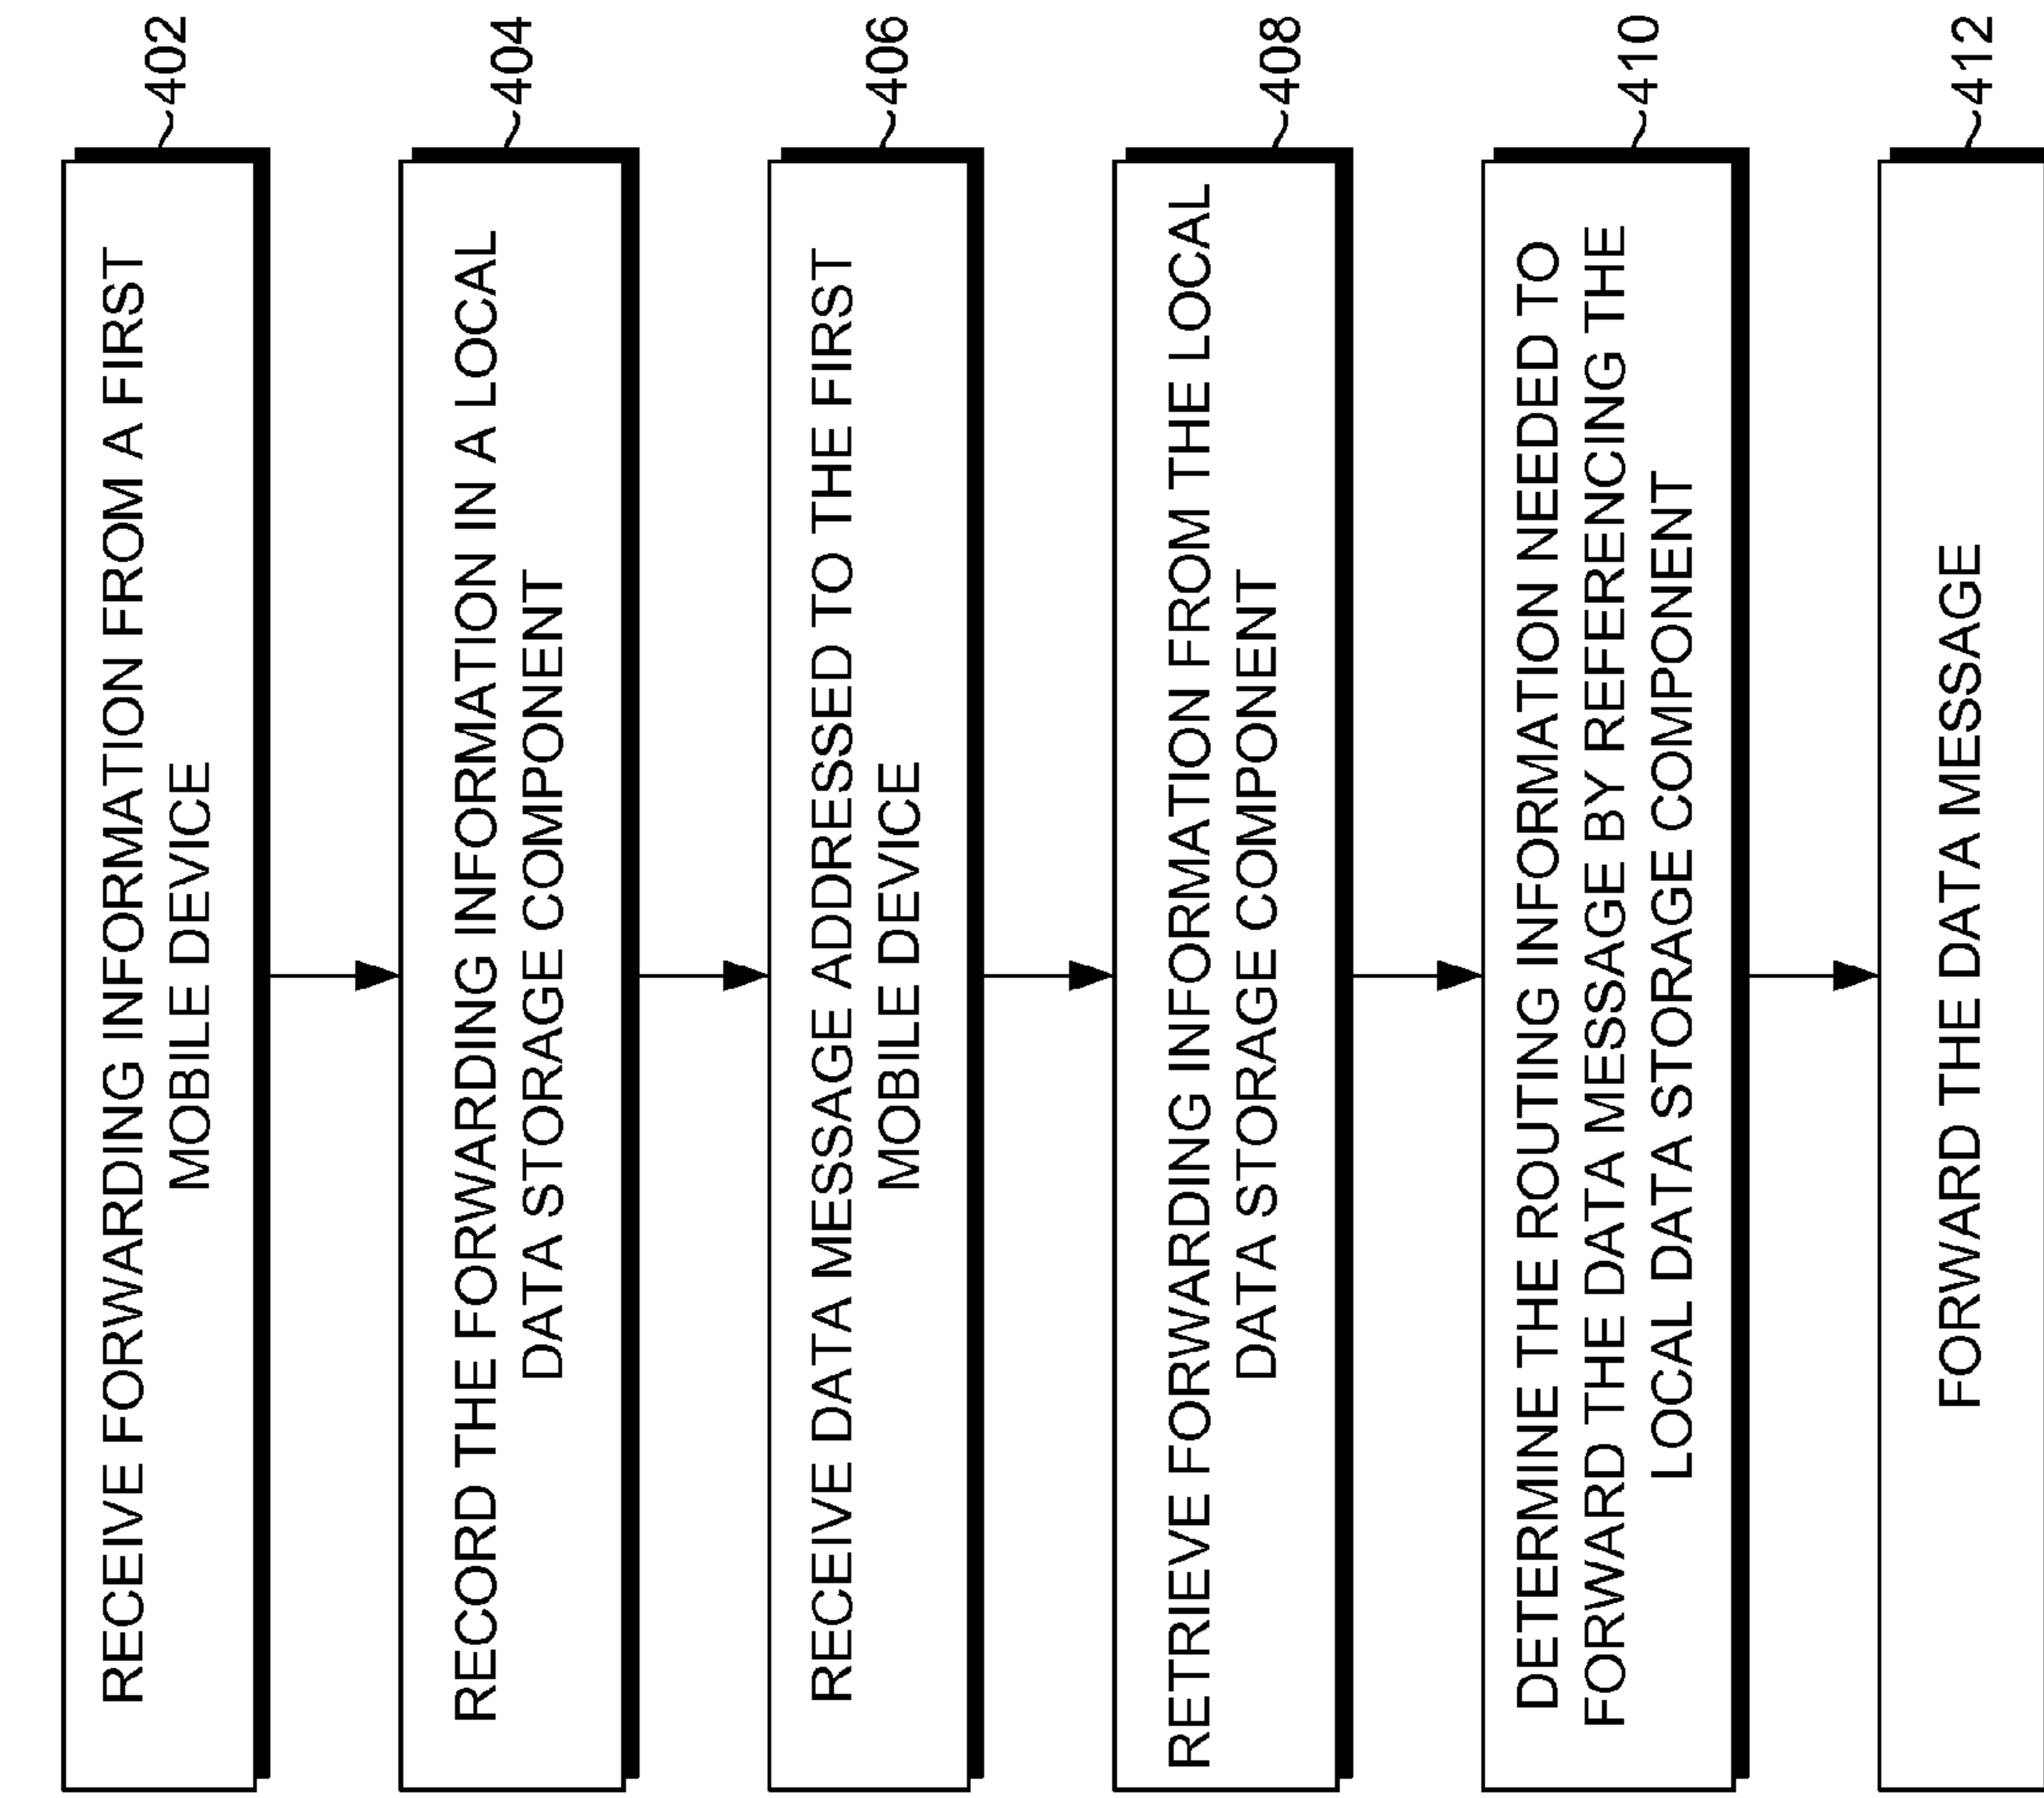 RECEIVE FORWARDING INFORMATION FROM A FIRST
MOBILE DEVICE
402
RECORD THE FORWARDING INFORMATION IN A LOCAL
DATA STORAGE COMPONENT
404
RECEIVE DATA MESSAGE ADDRESSED TO THE FIRST
MOBILE DEVICE
406
RETRIEVE FORWARDING INFORMATION FROM THE LOCAL
DATA STORAGE COMPONENT
408
DETERMINE THE ROUTING INFORMATION NEEDED TO
FORWARD THE DATA MESSAGE BY REFERENCING THE
LOCAL DATA STORAGE COMPONENT
410
FORWARD THE DATA MESSAGE
412